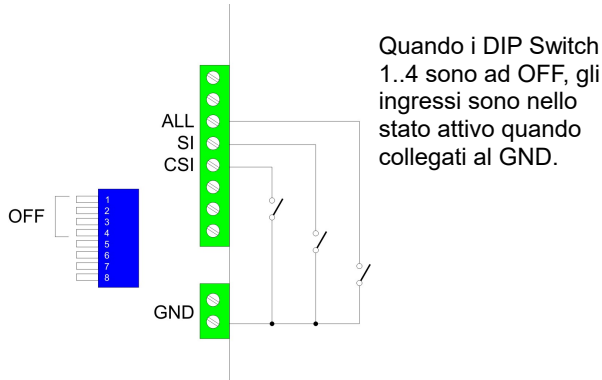 Quando i DIP Switch
1..4 sono ad OFF, gli
ingressi sono nello
stato attivo quando
collegati al GND.
ALL
SI
CSI
OFF
1
2
3
4
5
6
7
8
GND